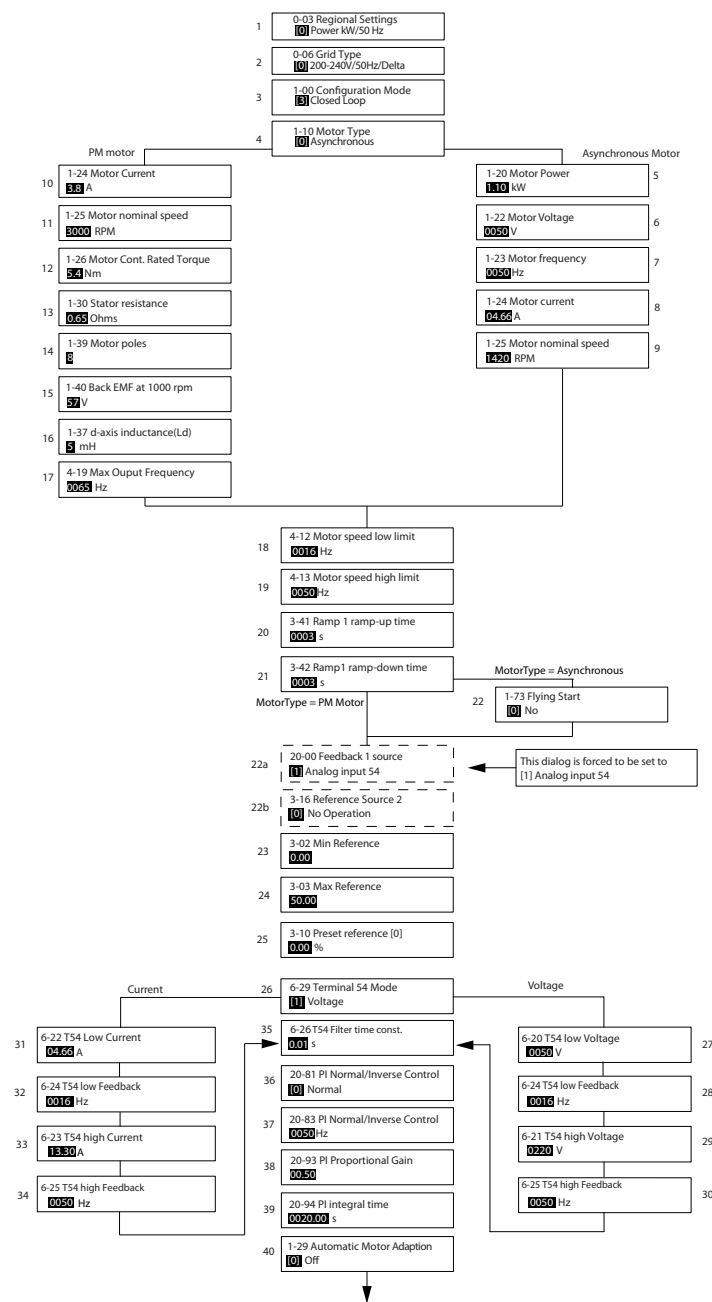 1
0-03 Regional Settings
[0] Power kW/50 Hz
2
0-06 Grid Type
[0] 200-240V/50Hz/Delta
3
1-00 Configuration Mode
[3] Closed Loop
4
1-10 Motor Type
[0] Asynchronous
PM motor
10
1-24 Motor Current
3.8 A
11
1-25 Motor nominal speed
3000 RPM
12
1-26 Motor Cont. Rated Torque
5.4 Nm
13
1-30 Stator resistance
0.65 Ohms
14
1-39 Motor poles
8
15
1-40 Back EMF at 1000 rpm
57 V
16
1-37 d-axis inductance(Ld)
5 mH
17
4-19 Max Ouput Frequency
0065 Hz
Asynchronous Motor
1-20 Motor Power
1.10 kW
5
1-22 Motor Voltage
0050 V
6
1-23 Motor frequency
0050 Hz
7
1-24 Motor current
04.66 A
8
1-25 Motor nominal speed
1420 RPM
9
18
4-12 Motor speed low limit
0016 Hz
19
4-13 Motor speed high limit
0050 Hz
20
3-41 Ramp 1 ramp-up time
0003 s
21
3-42 Ramp1 ramp-down time
0003 s
MotorType = Asynchronous
MotorType = PM Motor
22
1-73 Flying Start
[0] No
22a
20-00 Feedback 1 source
[1] Analog input 54
This dialog is forced to be set to
[1] Analog input 54
22b
3-16 Reference Source 2
[0] No Operation
23
3-02 Min Reference
0.00
24
3-03 Max Reference
50.00
25
3-10 Preset reference [0]
0.00 %
Current
26
6-29 Terminal 54 Mode
[1] Voltage
Voltage
31
6-22 T54 Low Current
04.66 A
32
6-24 T54 low Feedback
0016 Hz
33
6-23 T54 high Current
13.30 A
34
6-25 T54 high Feedback
0050 Hz
35
6-26 T54 Filter time const.
0.01 s
36
20-81 PI Normal/Inverse Control
[0] Normal
37
20-83 PI Normal/Inverse Control
0050 Hz
38
20-93 PI Proportional Gain
00.50
39
20-94 PI integral time
0020.00 s
40
1-29 Automatic Motor Adaption
[0] Off
6-20 T54 low Voltage
0050 V
27
6-24 T54 low Feedback
0016 Hz
28
6-21 T54 high Voltage
0220 V
29
6-25 T54 high Feedback
0050 Hz
30